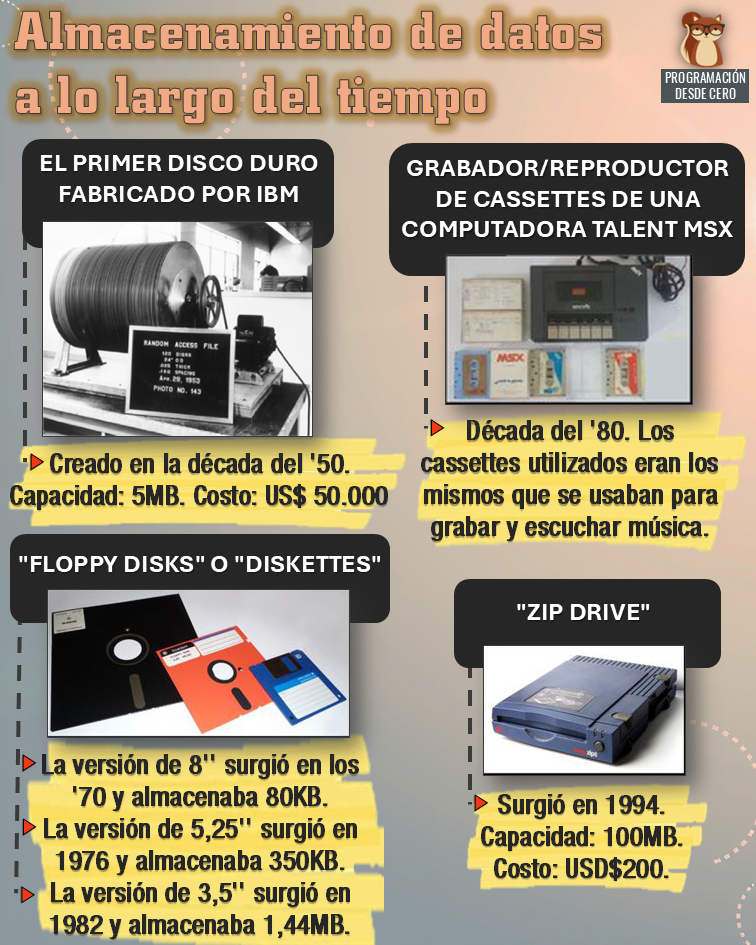 Almacenamiento de datos
a lo largo del tiempo
PROGRAMACIÓN
DESDE CERO
EL PRIMER DISCO DURO
FABRICADO POR IBM
RANDOM ACCESS FILE
120 DISKS
24" O D
.025 THICK
.160 SPACING
APR. 29, 1953
PHOTO NO. 143
Creado en la década del '50.
Capacidad: 5MB. Costo: US$ 50.000
GRABADOR/REPRODUCTOR
DE CASSETTES DE UNA
COMPUTADORA TALENT MSX
MSX
Década del '80. Los
cassettes utilizados eran los
mismos que se usaban para
grabar y escuchar música.
"FLOPPY DISKS" O "DISKETTES"
La versión de 8'' surgió en los
'70 y almacenaba 80KB.
La versión de 5,25'' surgió en
1976 y almacenaba 350KB.
La versión de 3,5'' surgió en
1982 y almacenaba 1,44MB.
"ZIP DRIVE"
zip
Surgió en 1994.
Capacidad: 100MB.
Costo: USD$200.